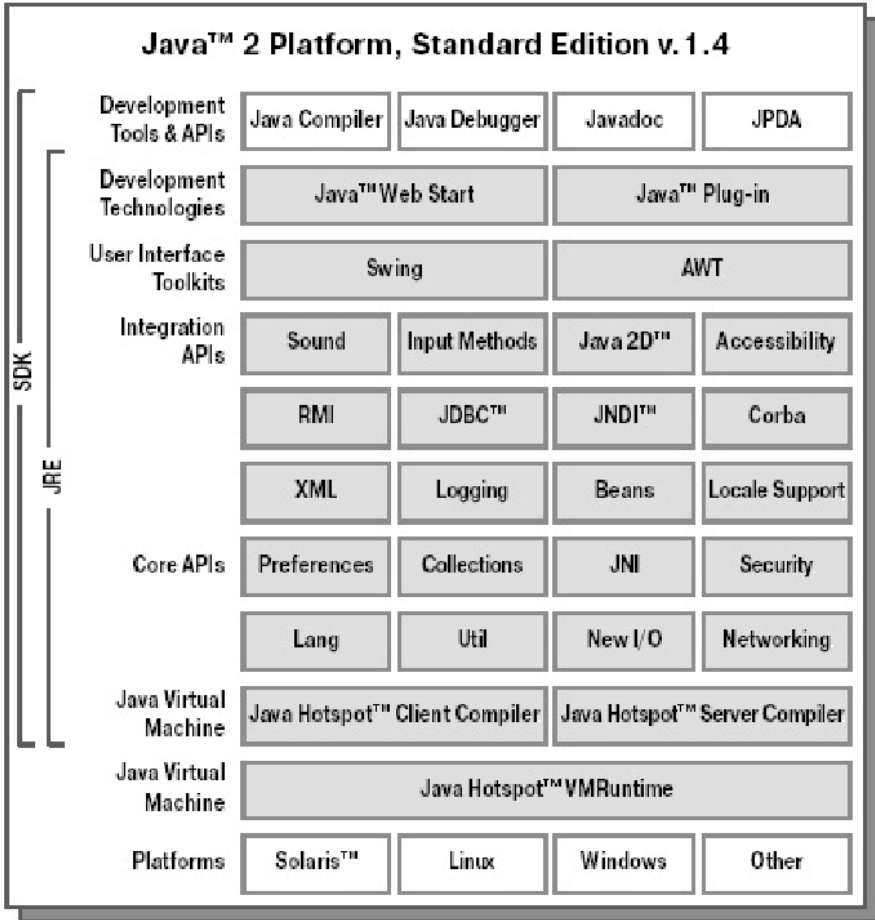 Java™ 2 Platform, Standard Edition v.1.4
SDK
JRE
Development
Tools & APIs
Java Compiler
Java Debugger
Javadoc
JPDA
Development
Technologies
Java™ Web Start
Java™ Plug-in
User Interface
Toolkits
Swing
AWT
Integration
APIs
Sound
Input Methods
Java 2D™
Accessibility
RMI
JDBC™
JNDI™
Corba
XML
Logging
Beans
Locale Support
Core APIs
Preferences
Collections
JNI
Security
Lang
Util
New I/O
Networking
Java Virtual
Machine
Java Hotspot™ Client Compiler
Java Hotspot™ Server Compiler
Java Virtual
Machine
Java Hotspot™ VMRuntime
Platforms
Solaris™
Linux
Windows
Other